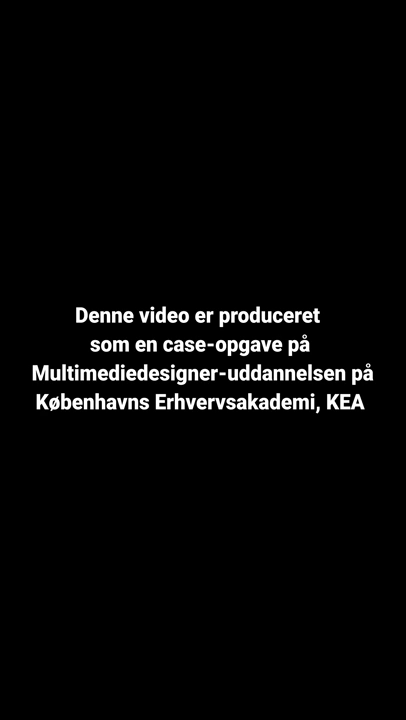 Denne video er produceret
som en case-opgave på
Multimediedesigner-uddannelsen på
Københavns Erhvervsakademi, KEA